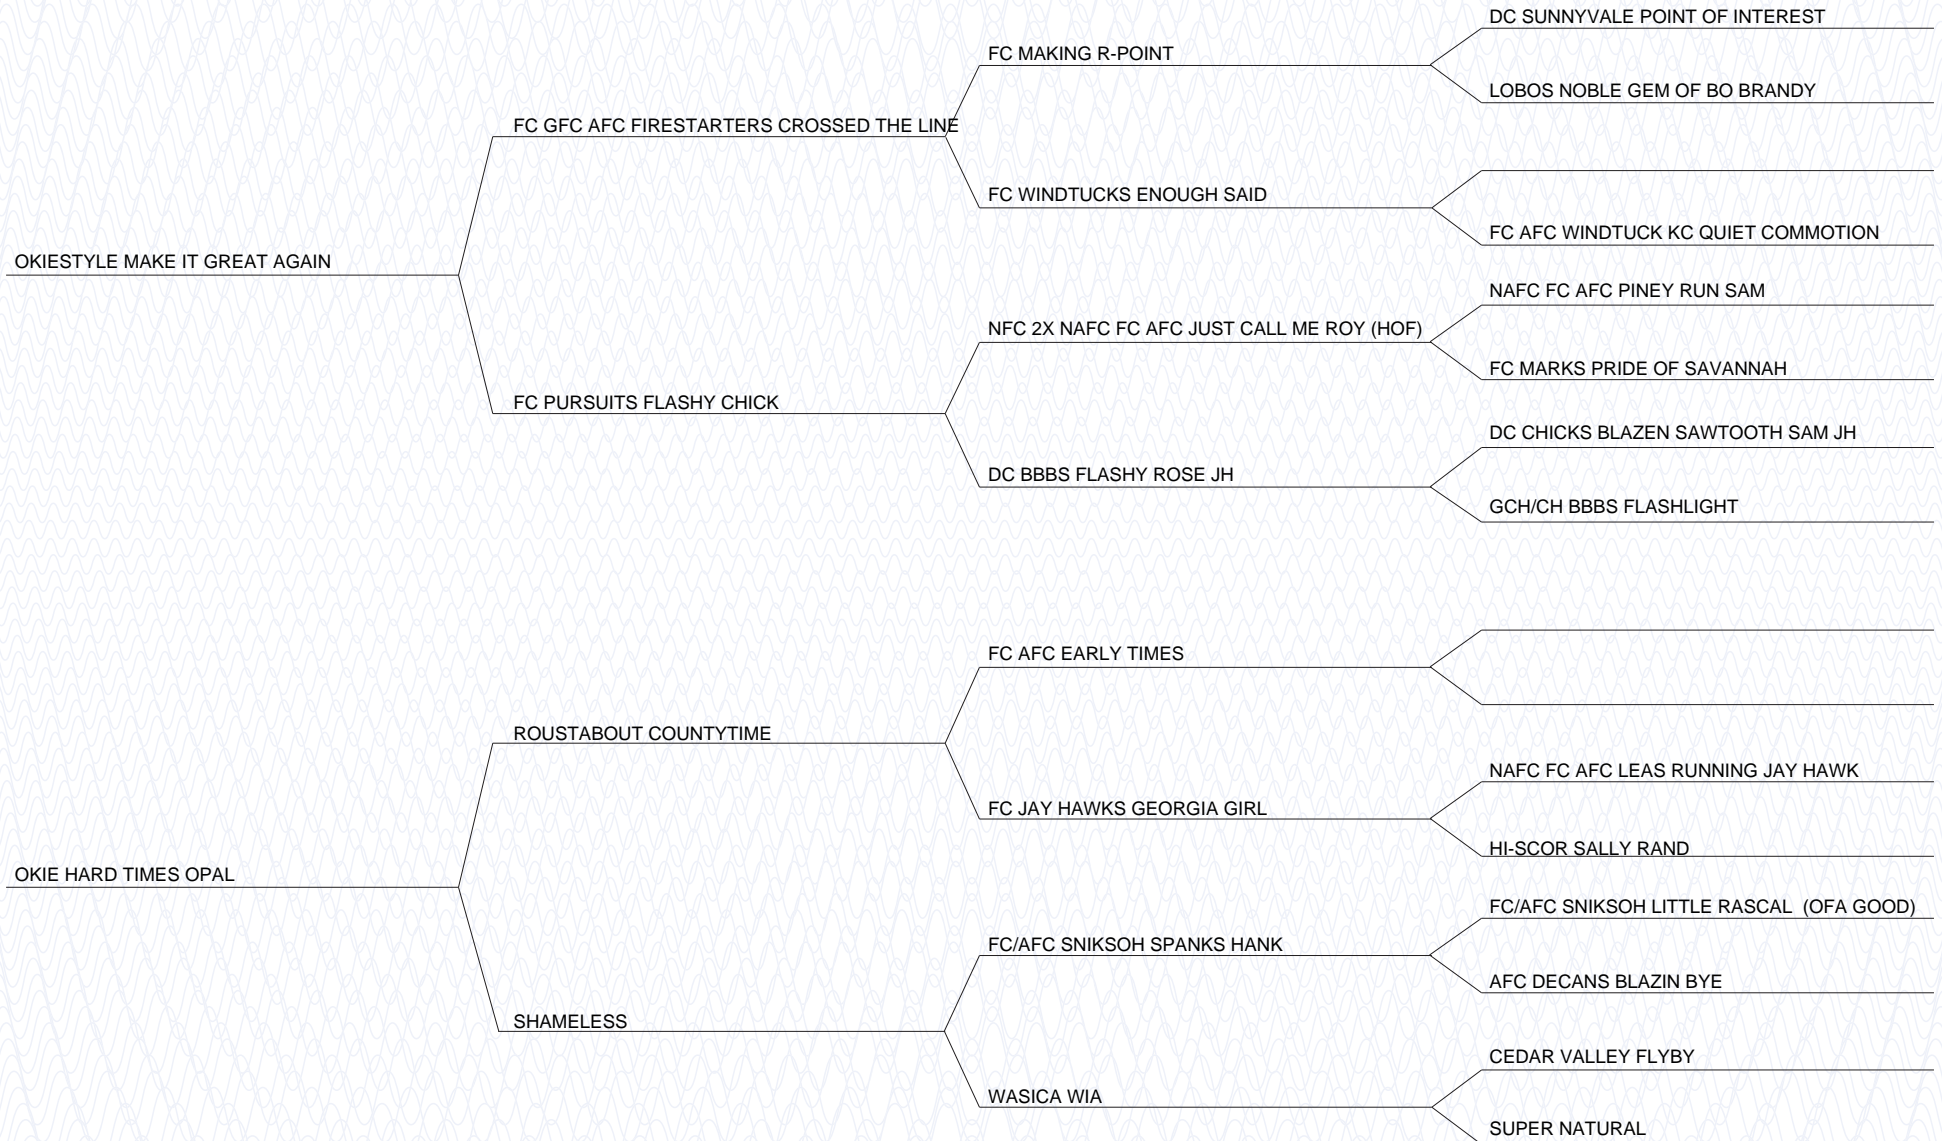 DC SUNNYVALE POINT OF INTEREST
FC MAKING R-POINT
LOBOS NOBLE GEM OF BO BRANDY
FC GFC AFC FIRESTARTERS CROSSED THE LINE
FC WINDTUCKS ENOUGH SAID
FC AFC WINDTUCK KC QUIET COMMOTION
OKIESTYLE MAKE IT GREAT AGAIN
NAFC FC AFC PINEY RUN SAM
NFC 2X NAFC FC AFC JUST CALL ME ROY (HOF)
FC MARKS PRIDE OF SAVANNAH
FC PURSUITS FLASHY CHICK
DC CHICKS BLAZEN SAWTOOTH SAM JH
DC BBBS FLASHY ROSE JH
GCH/CH BBBS FLASHLIGHT
FC AFC EARLY TIMES
ROUSTABOUT COUNTYTIME
NAFC FC AFC LEAS RUNNING JAY HAWK
FC JAY HAWKS GEORGIA GIRL
HI-SCOR SALLY RAND
OKIE HARD TIMES OPAL
FC/AFC SNIKSOH LITTLE RASCAL (OFA GOOD)
FC/AFC SNIKSOH SPANKS HANK
AFC DECANS BLAZIN BYE
SHAMELESS
CEDAR VALLEY FLYBY
WASICA WIA
SUPER NATURAL